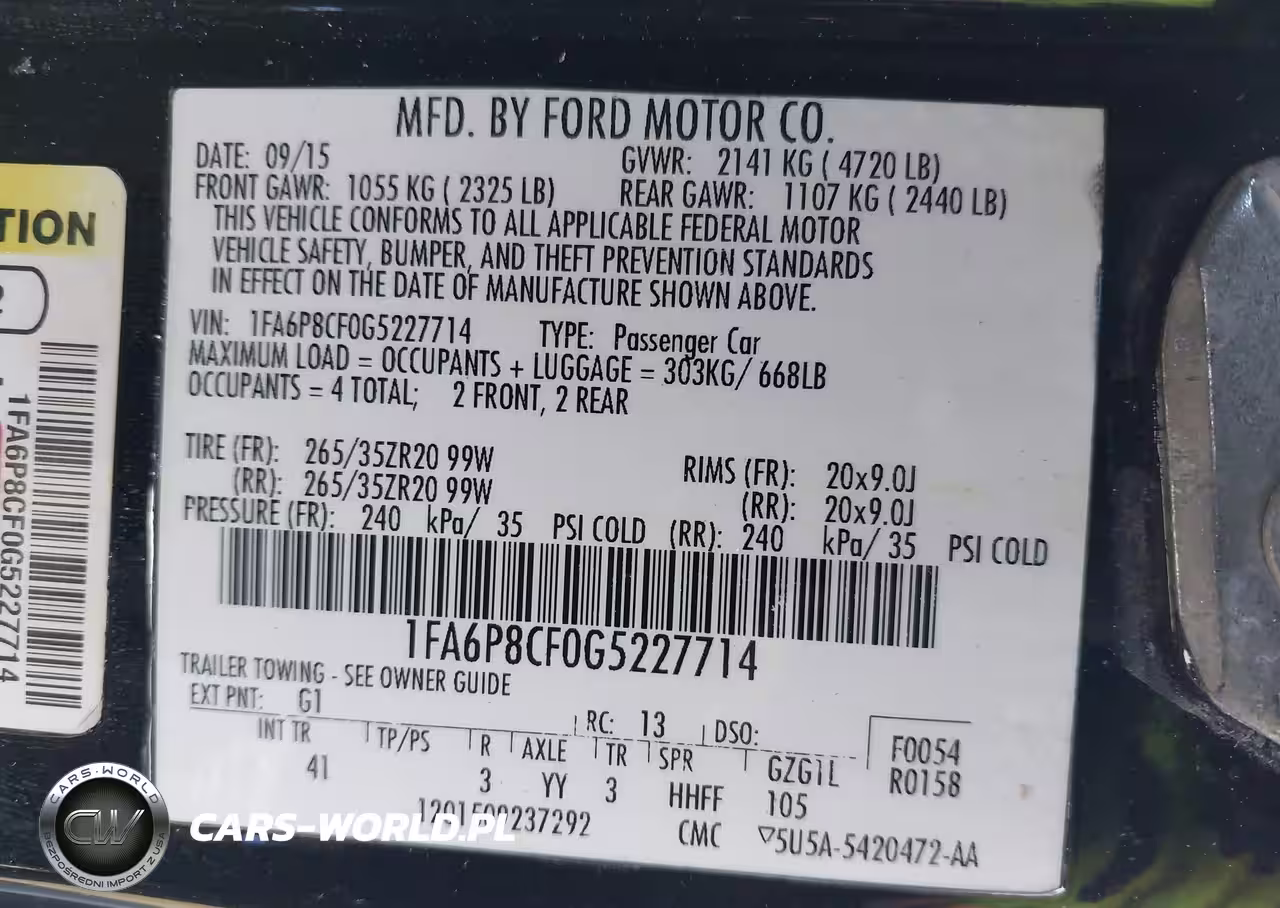 MFD. BY FORD MOTOR CO.
DATE: 09/15 GVWR: 2141 KG ( 4720 LB)
FRONT GAWR: 1055 KG ( 2325 LB) REAR GAWR: 1107 KG ( 2440 LB)
THIS VEHICLE CONFORMS TO ALL APPLICABLE FEDERAL MOTOR
VEHICLE SAFETY, BUMPER, AND THEFT PREVENTION STANDARDS
IN EFFECT ON THE DATE OF MANUFACTURE SHOWN ABOVE.
VIN: 1FA6P8CF0G5227714 TYPE: Passenger Car
MAXIMUM LOAD = OCCUPANTS + LUGGAGE = 303KG/ 668LB
OCCUPANTS = 4 TOTAL; 2 FRONT, 2 REAR
TIRE (FR): 265/35ZR20 99W RIMS (FR): 20x9.0J
(RR): 265/35ZR20 99W (RR): 20x9.0J
PRESSURE (FR): 240 kPa/ 35 PSI COLD (RR): 240 kPa/ 35 PSI COLD
1FA6P8CF0G5227714
TRAILER TOWING - SEE OWNER GUIDE
EXT PNT: G1 RC: 13 DSO: F0054
INT TR TP/PS R AXLE TR SPR GZG1L R0158
41 3 YY 3 HHFF 105
CMC ▽5U5A-5420472-AA
TION
1FA6P8CF0G5227714
CARS-WORLD
CW
BEZPOŚREDNI IMPORT Z USA
CARS-WORLD.PL